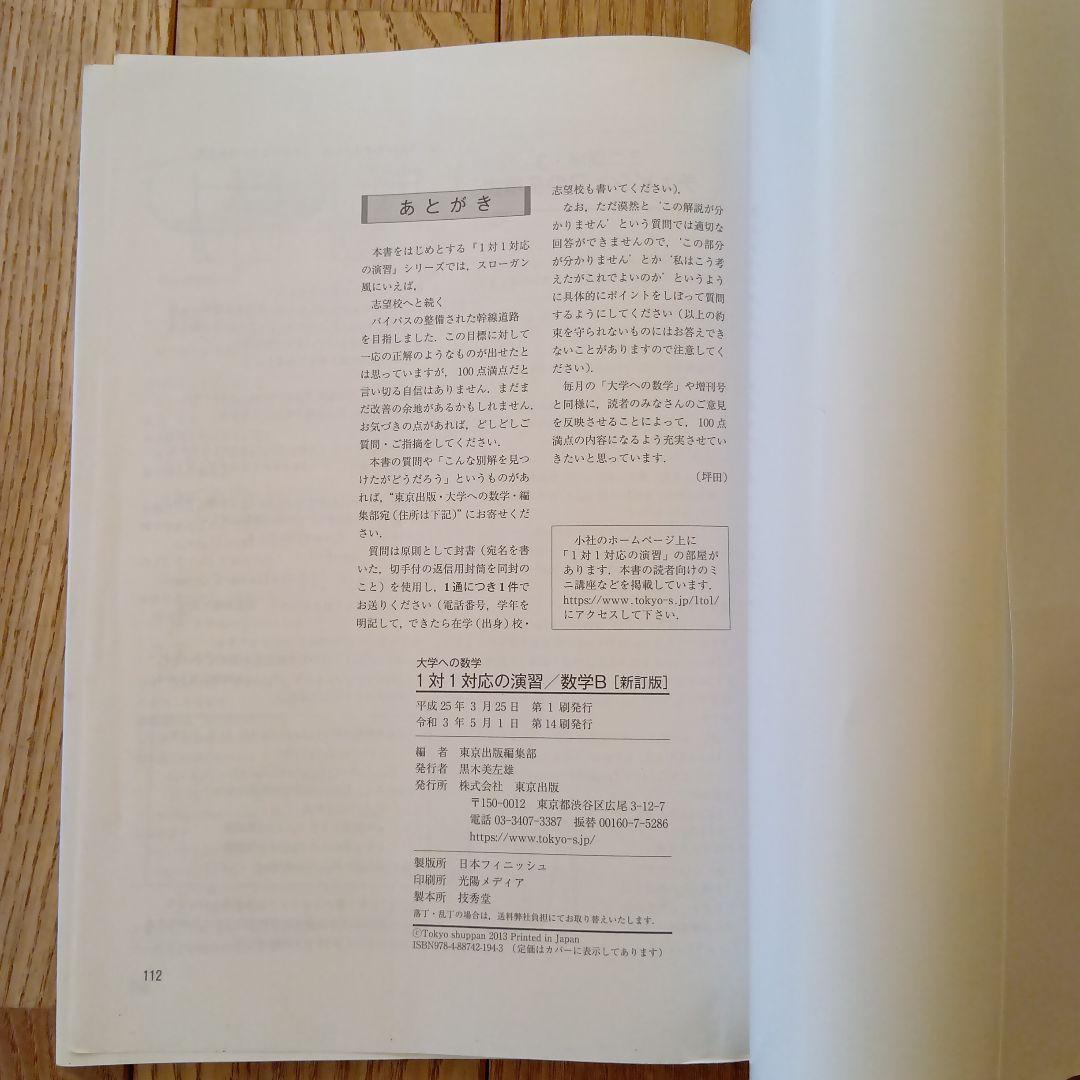 あとがき
本書をはじめとする『1対1対応
の演習』シリーズでは，スローガン
風にいえば，
志望校へと続く
バイパスの整備された幹線道路
を目指しました．この目標に対して
一応の正解のようなものが出せたと
は思っていますが，100点満点だと
言い切る自信はありません．まだま
だ改善の余地があるかもしれません．
お気づきの点があれば，どしどしご
質問・ご指摘をしてください．
本書の質問や「こんな別解を見つ
けたがどうだろう」というものがあ
れば，“東京出版・大学への数学・編
集部宛（住所は下記）”にお寄せくだ
さい．
質問は原則として封書（宛名を書
いた，切手付の返信用封筒を同封の
こと）を使用し，1通につき1件で
お送りください（電話番号，学年を
明記して，できたら在学（出身）校・
志望校も書いてください）．
なお，ただ漠然と‘この解説が分
かりません’という質問では適切な
回答ができませんので，‘この部分
が分かりません’とか‘私はこう考
えたがこれでよいのか’というよう
に具体的にポイントをしぼって質問
するようにしてください（以上の約
束を守られないものにはお答えでき
ないことがありますので注意してく
ださい）．
毎月の「大学への数学」や増刊号
と同様に，読者のみなさんのご意見
を反映させることによって，100点
満点の内容になるよう充実させてい
きたいと思っています．
（坪田）
小社のホームページ上に
「1対1対応の演習」の部屋が
あります．本書の読者向けのミ
ニ講座などを掲載しています．
https://www.tokyo-s.jp/1to1/
にアクセスして下さい．
大学への数学
1対1対応の演習／数学B［新訂版］
平成25年3月25日 第1刷発行
令和3年5月1日 第14刷発行
編者 東京出版編集部
発行者 黒木美左雄
発行所 株式会社 東京出版
〒150-0012 東京都渋谷区広尾3-12-7
電話03-3407-3387 振替00160-7-5286
https://www.tokyo-s.jp/
製版所 日本フィニッシュ
印刷所 光陽メディア
製本所 技秀堂
落丁・乱丁の場合は，送料弊社負担にてお取り替えいたします．
©Tokyo shuppan 2013 Printed in Japan
ISBN978-4-88742-194-3 （定価はカバーに表示してあります）
112